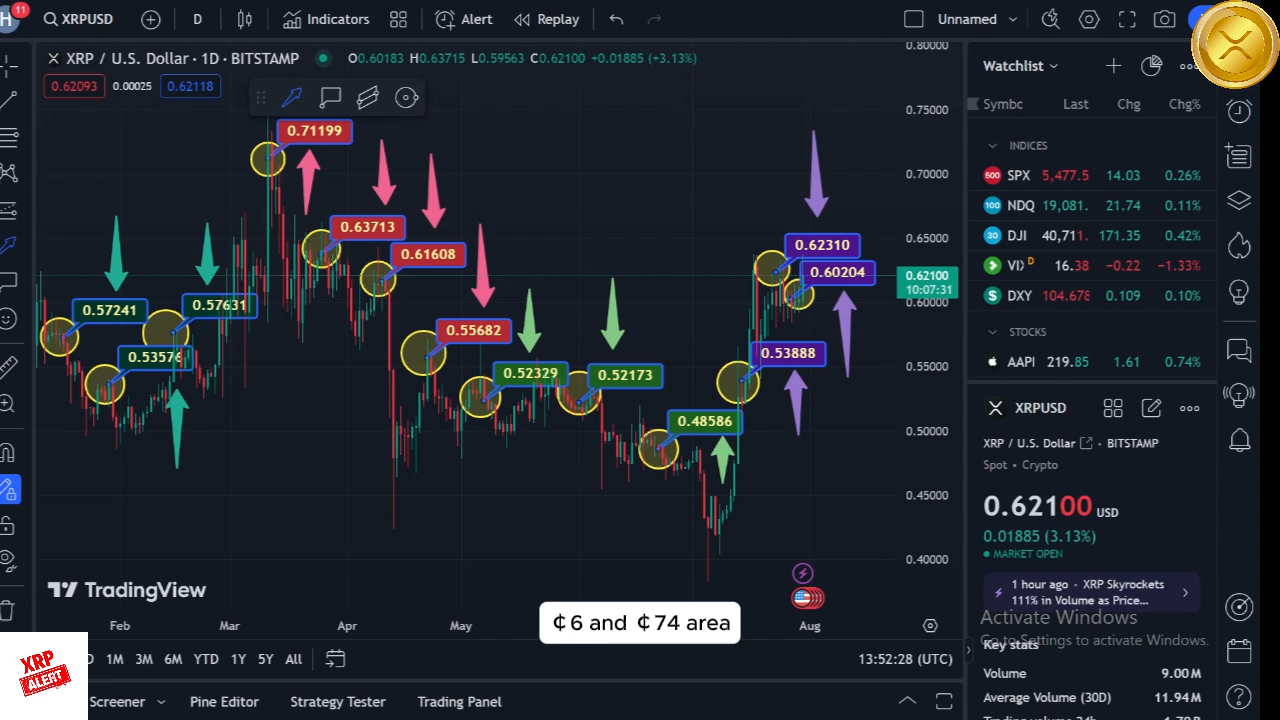 11
XRPUSD
D
Indicators
Alert
Replay
Unnamed
XRP / U.S. Dollar · 1D · BITSTAMP
O0.60183 H0.63715 L0.59563 C0.62100 +0.01885 (+3.13%)
0.62093
0.00025
0.62118
0.71199
0.63713
0.61608
0.57241
0.57631
0.53576
0.55682
0.52329
0.52173
0.48586
0.53888
0.62310
0.60204
0.80000
0.75000
0.70000
0.65000
0.62100
10:07:31
0.60000
0.55000
0.50000
0.45000
0.40000
TradingView
Feb
Mar
Apr
May
Aug
¢6 and ¢74 area
XRP
ALERT
D
1M
3M
6M
YTD
1Y
5Y
All
13:52:28 (UTC)
Screener
Pine Editor
Strategy Tester
Trading Panel
Watchlist
Symbc
Last
Chg
Chg%
INDICES
500 SPX 5,477.5 14.03 0.26%
100 NDQ 19,081. 21.74 0.11%
30 DJI 40,711. 171.35 0.42%
VI D 16.38 -0.22 -1.33%
$ DXY 104.678 0.109 0.10%
STOCKS
AAPL 219.85 1.61 0.74%
XRPUSD
XRP / U.S. Dollar · BITSTAMP
Spot • Crypto
0.62100 USD
0.01885 (3.13%)
MARKET OPEN
1 hour ago · XRP Skyrockets
111% in Volume as Price...
Activate Windows
Go to Settings to activate Windows.
Key stats
Volume 9.00M
Average Volume (30D) 11.94M